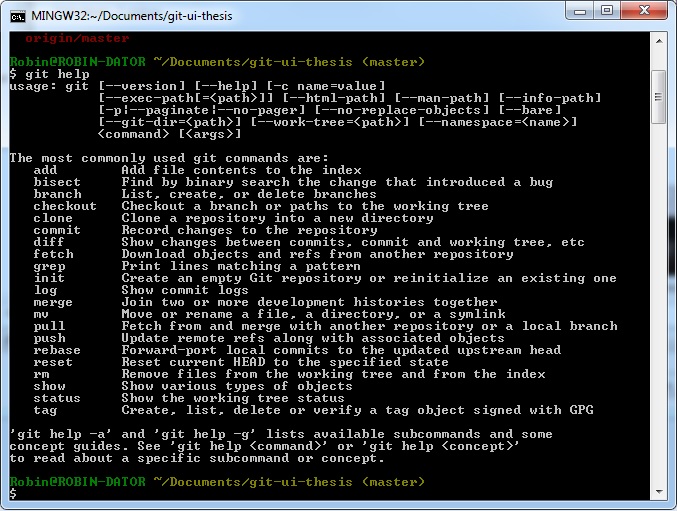 MINGW32:~/Documents/git-ui-thesis
origin/master
Robin@ROBIN-DATOR ~/Documents/git-ui-thesis (master)
$ git help
usage: git [--version] [--help] [-c name=value]
           [--exec-path[=<path>]] [--html-path] [--man-path] [--info-path]
           [-p¦--paginate¦--no-pager] [--no-replace-objects] [--bare]
           [--git-dir=<path>] [--work-tree=<path>] [--namespace=<name>]
           <command> [<args>]
The most commonly used git commands are:
   add        Add file contents to the index
   bisect     Find by binary search the change that introduced a bug
   branch     List, create, or delete branches
   checkout   Checkout a branch or paths to the working tree
   clone      Clone a repository into a new directory
   commit     Record changes to the repository
   diff       Show changes between commits, commit and working tree, etc
   fetch      Download objects and refs from another repository
   grep       Print lines matching a pattern
   init       Create an empty Git repository or reinitialize an existing one
   log        Show commit logs
   merge      Join two or more development histories together
   mv         Move or rename a file, a directory, or a symlink
   pull       Fetch from and merge with another repository or a local branch
   push       Update remote refs along with associated objects
   rebase     Forward-port local commits to the updated upstream head
   reset      Reset current HEAD to the specified state
   rm         Remove files from the working tree and from the index
   show       Show various types of objects
   status     Show the working tree status
   tag        Create, list, delete or verify a tag object signed with GPG
'git help -a' and 'git help -g' lists available subcommands and some
concept guides. See 'git help <command>' or 'git help <concept>'
to read about a specific subcommand or concept.
Robin@ROBIN-DATOR ~/Documents/git-ui-thesis (master)
$